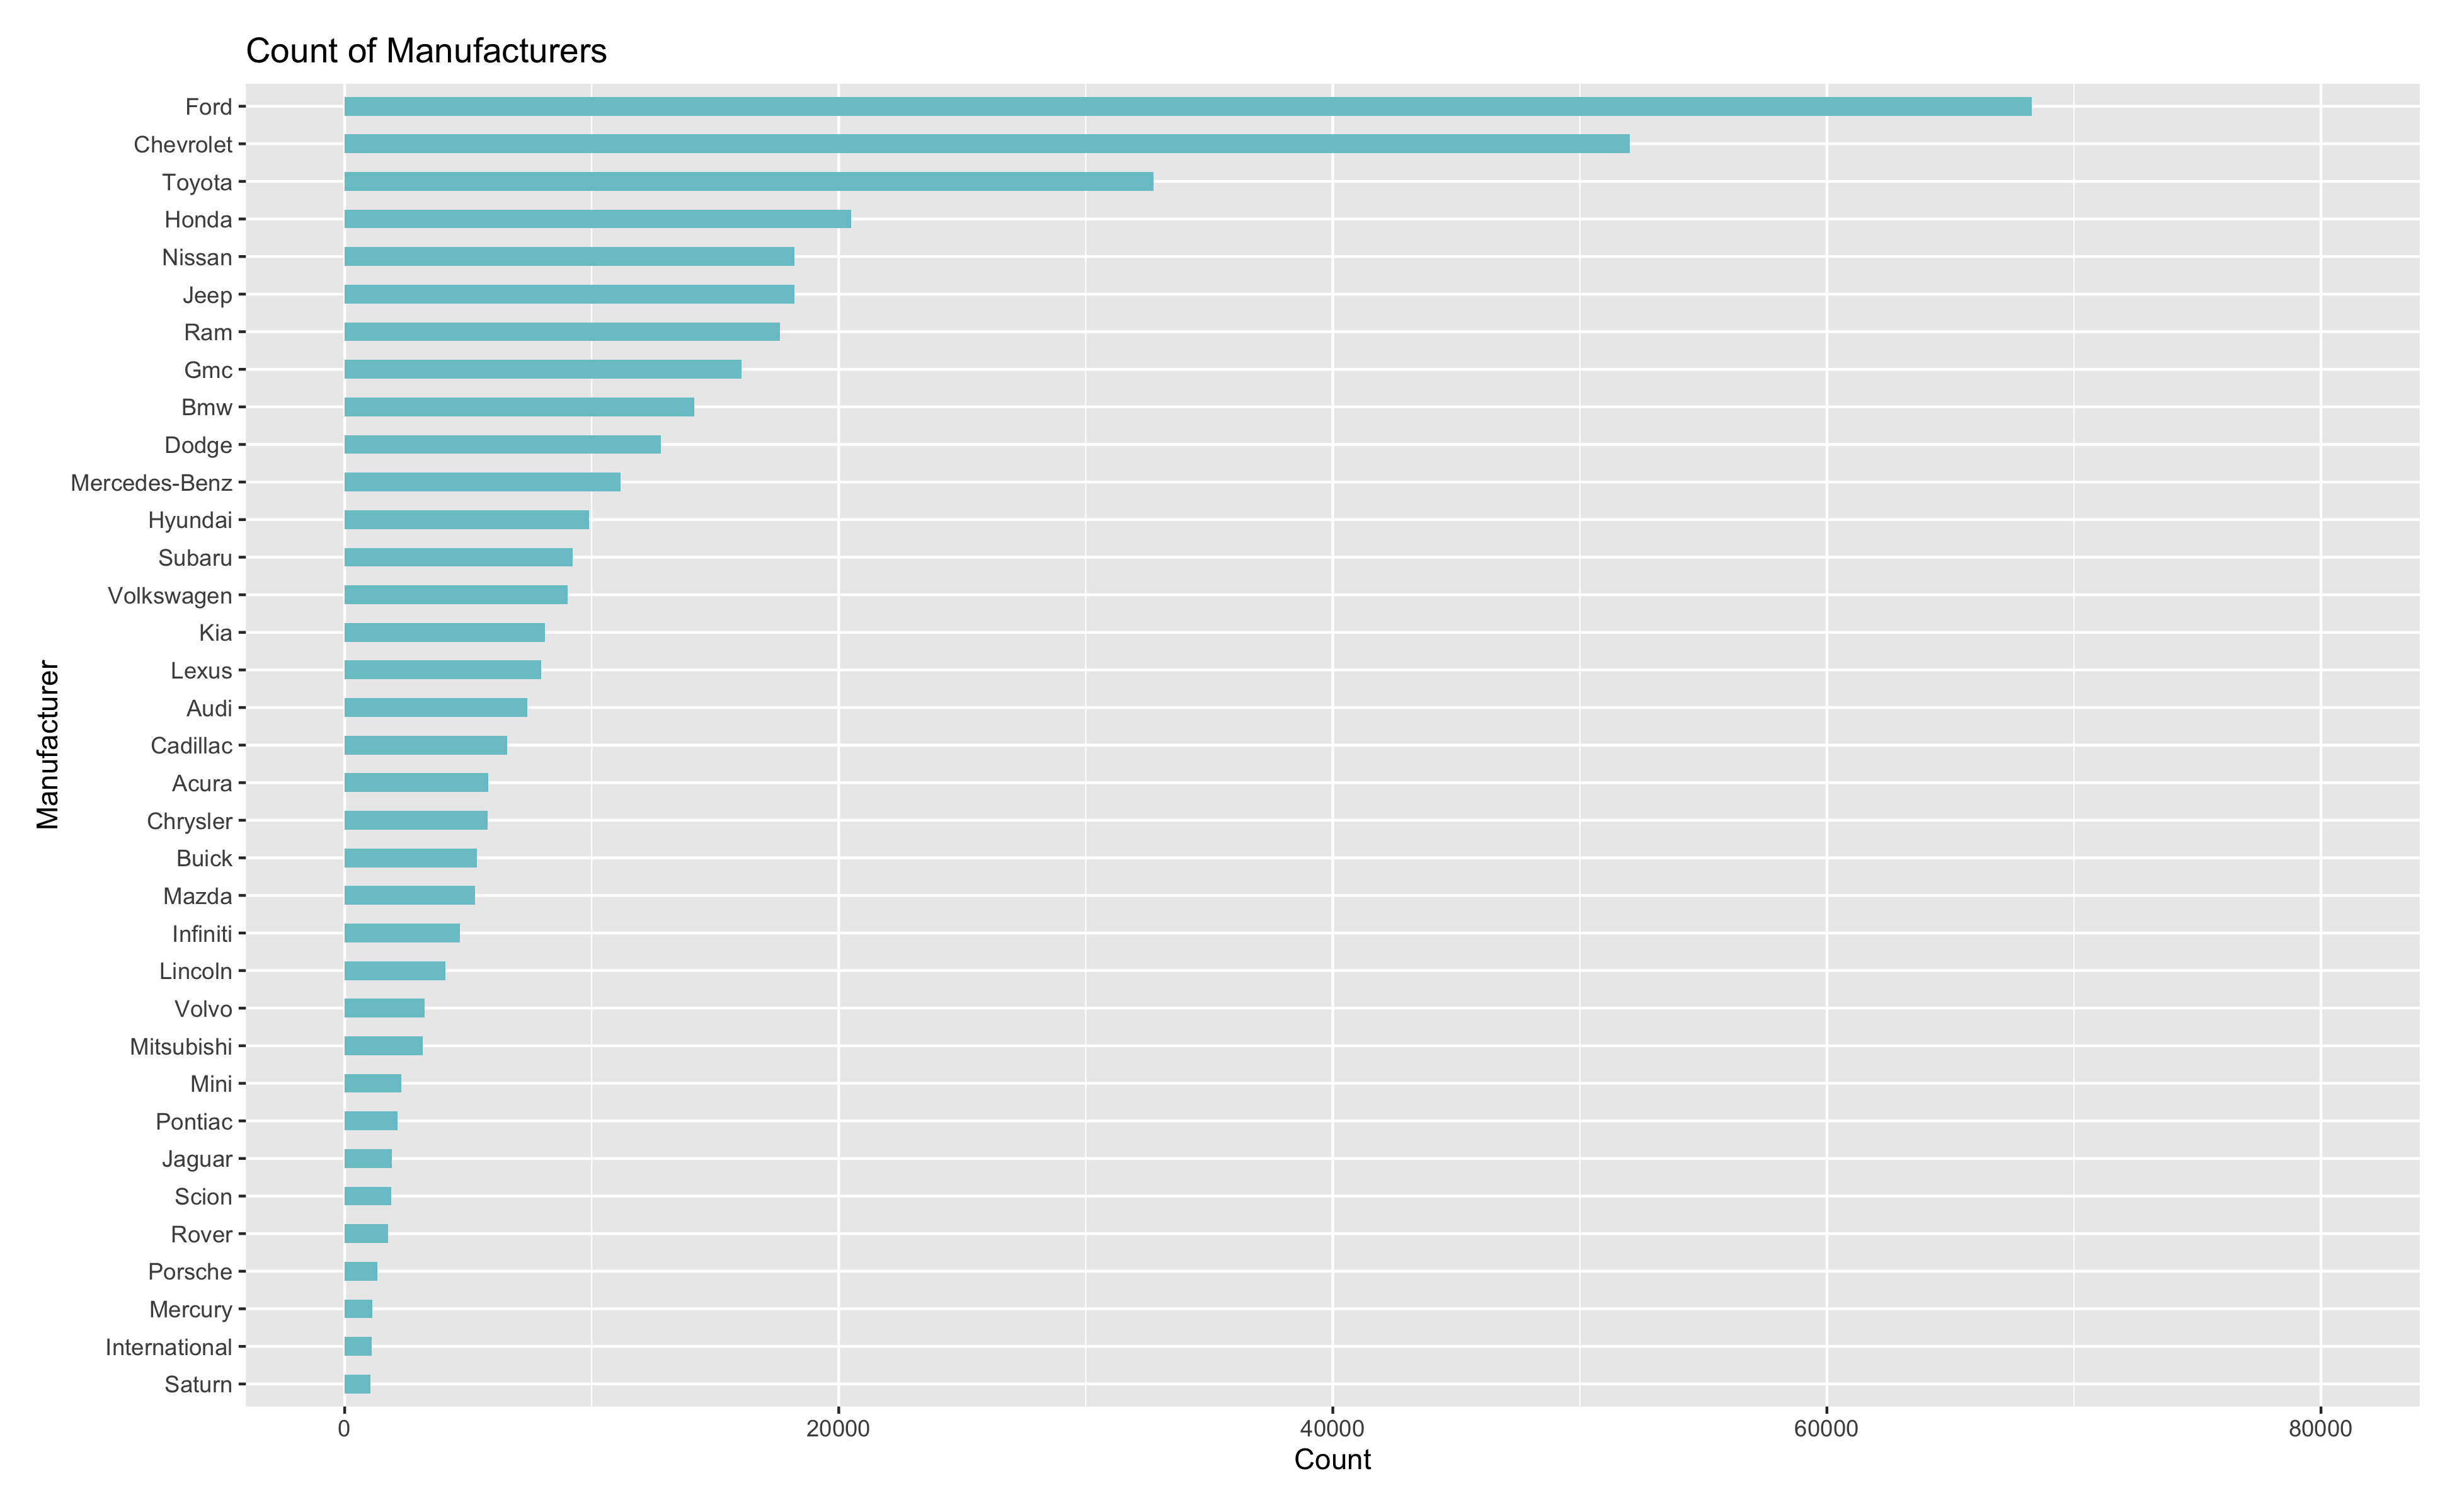 Count of Manufacturers
Ford
Chevrolet
Toyota
Honda
Nissan
Jeep
Ram
Gmc
Bmw
Dodge
Mercedes-Benz
Hyundai
Subaru
Volkswagen
Kia
Lexus
Audi
Cadillac
Acura
Chrysler
Buick
Mazda
Infiniti
Lincoln
Volvo
Mitsubishi
Mini
Pontiac
Jaguar
Scion
Rover
Porsche
Mercury
International
Saturn
Manufacturer
0 20000 40000 60000 80000
Count